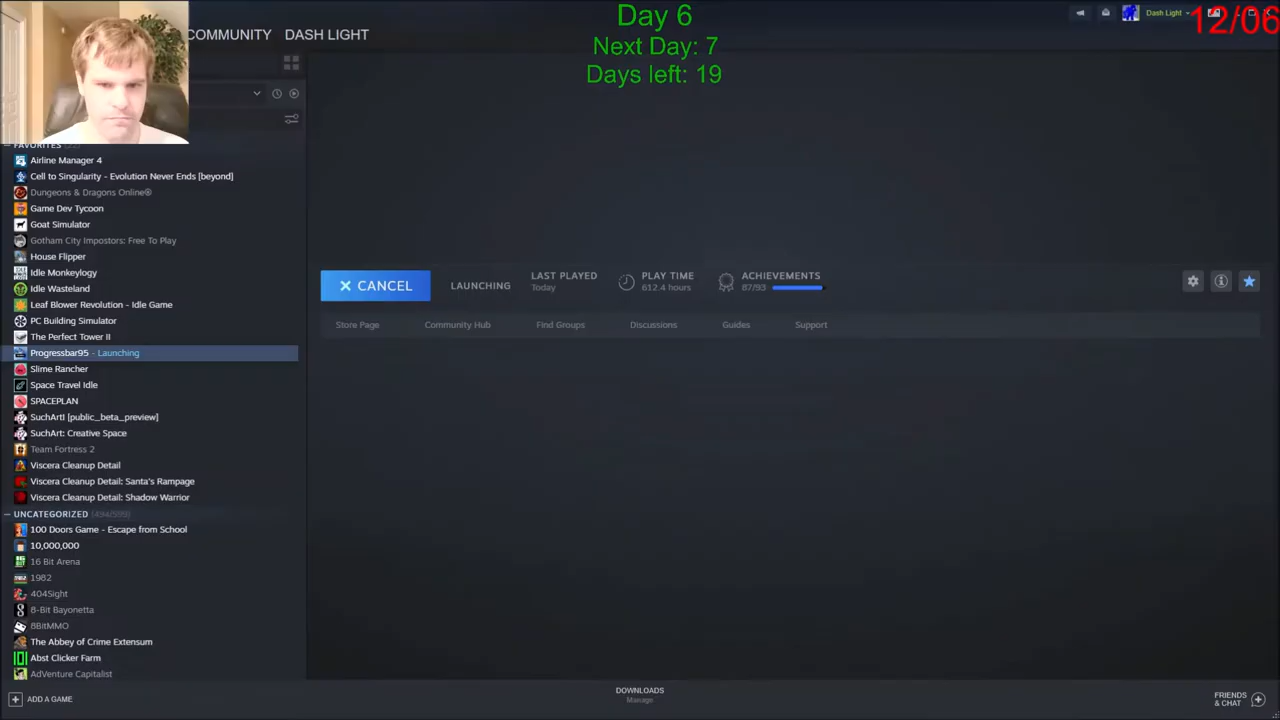 Day 6
Next Day: 7
Days left: 19
12/06
Dash Light
COMMUNITY DASH LIGHT
FAVORITES
Airline Manager 4
Cell to Singularity - Evolution Never Ends [beyond]
Dungeons & Dragons Online®
Game Dev Tycoon
Goat Simulator
Gotham City Impostors: Free To Play
House Flipper
Idle Monkeylogy
Idle Wasteland
Leaf Blower Revolution - Idle Game
PC Building Simulator
The Perfect Tower II
Progressbar95 - Launching
Slime Rancher
Space Travel Idle
SPACEPLAN
SuchArt! [public_beta_preview]
SuchArt: Creative Space
Team Fortress 2
Viscera Cleanup Detail
Viscera Cleanup Detail: Santa's Rampage
Viscera Cleanup Detail: Shadow Warrior
UNCATEGORIZED (494/595)
100 Doors Game - Escape from School
10,000,000
16 Bit Arena
1982
404Sight
8-Bit Bayonetta
8BitMMO
The Abbey of Crime Extensum
Abst Clicker Farm
AdVenture Capitalist
ADD A GAME
CANCEL
LAUNCHING
LAST PLAYED
Today
PLAY TIME
612.4 hours
ACHIEVEMENTS
87/93
Store Page Community Hub Find Groups Discussions Guides Support
DOWNLOADS
Manage
FRIENDS
& CHAT